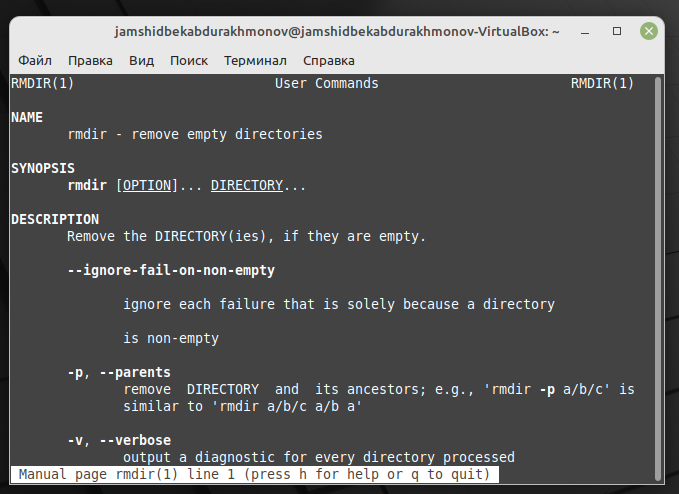 jamshidbekabdurakhmonov@jamshidbekabdurakhmonov-VirtualBox: ~
Файл Правка Вид Поиск Терминал Справка
RMDIR(1) User Commands RMDIR(1)
NAME
rmdir - remove empty directories
SYNOPSIS
rmdir [OPTION]... DIRECTORY...
DESCRIPTION
Remove the DIRECTORY(ies), if they are empty.
--ignore-fail-on-non-empty
ignore each failure that is solely because a directory
is non-empty
-p, --parents
remove DIRECTORY and its ancestors; e.g., 'rmdir -p a/b/c' is
similar to 'rmdir a/b/c a/b a'
-v, --verbose
output a diagnostic for every directory processed
Manual page rmdir(1) line 1 (press h for help or q to quit)